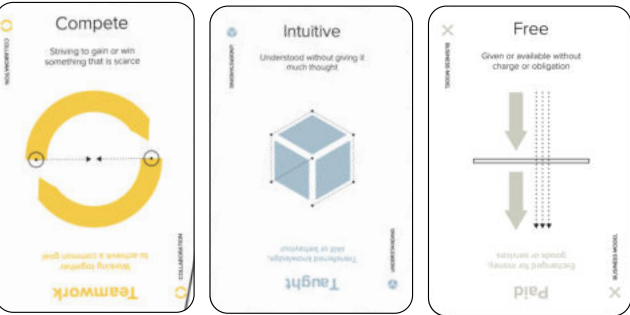 Compete
Striving to gain or win
something that is scarce
COLLABORATION
Teamwork
Working together
to achieve a common goal
COLLABORATION
Intuitive
Understood without giving it
much thought
UNDERSTANDING
Taught
Transferred knowledge,
skill or behaviour
UNDERSTANDING
Free
Given or available without
charge or obligation
BUSINESS MODEL
Paid
Exchanged for money,
goods or services
BUSINESS MODEL